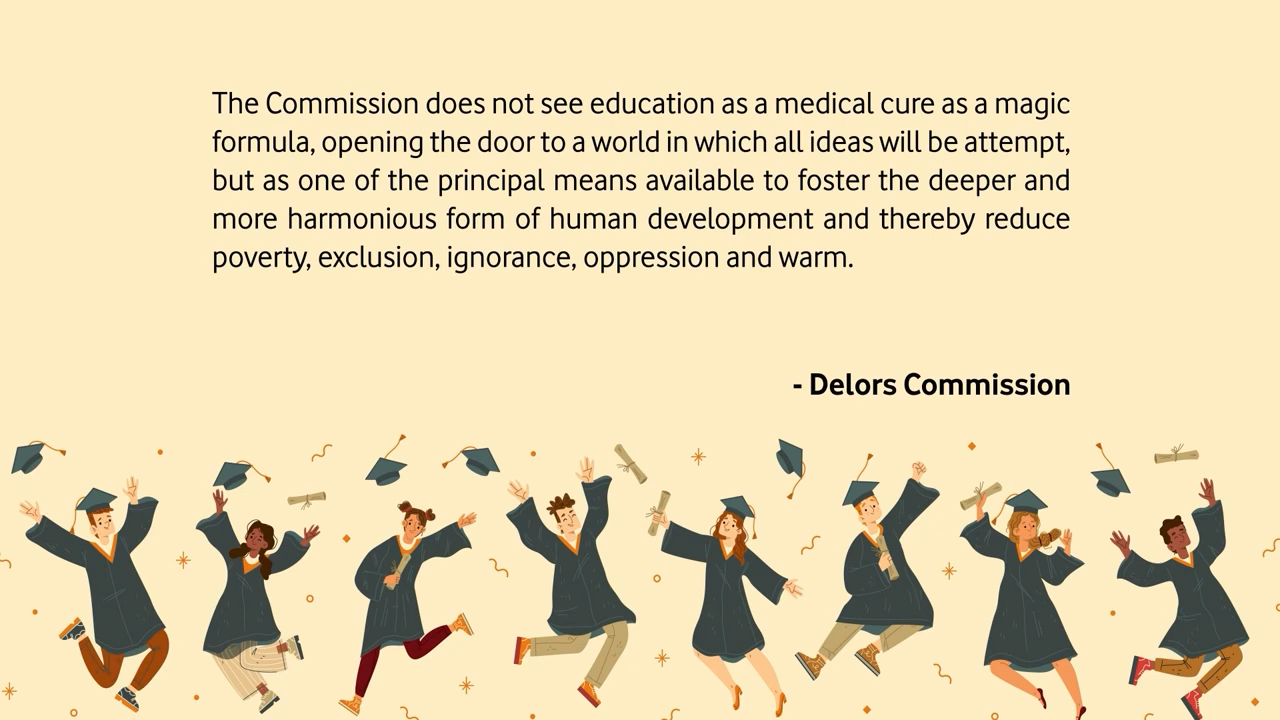 The Commission does not see education as a medical cure as a magic
formula, opening the door to a world in which all ideas will be attempt,
but as one of the principal means available to foster the deeper and
more harmonious form of human development and thereby reduce
poverty, exclusion, ignorance, oppression and warm.
- Delors Commission